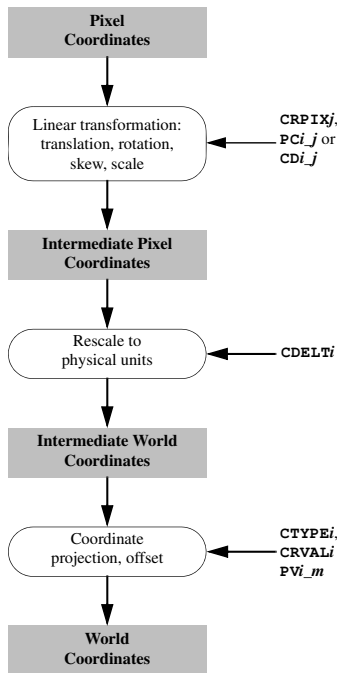 Pixel
Coordinates
Linear transformation:
translation, rotation,
skew, scale
CRPIXj,
PCi_j or
CDi_j
Intermediate Pixel
Coordinates
Rescale to
physical units
CDELTi
Intermediate World
Coordinates
Coordinate
projection, offset
CTYPEi,
CRVALi
PVi_m
World
Coordinates